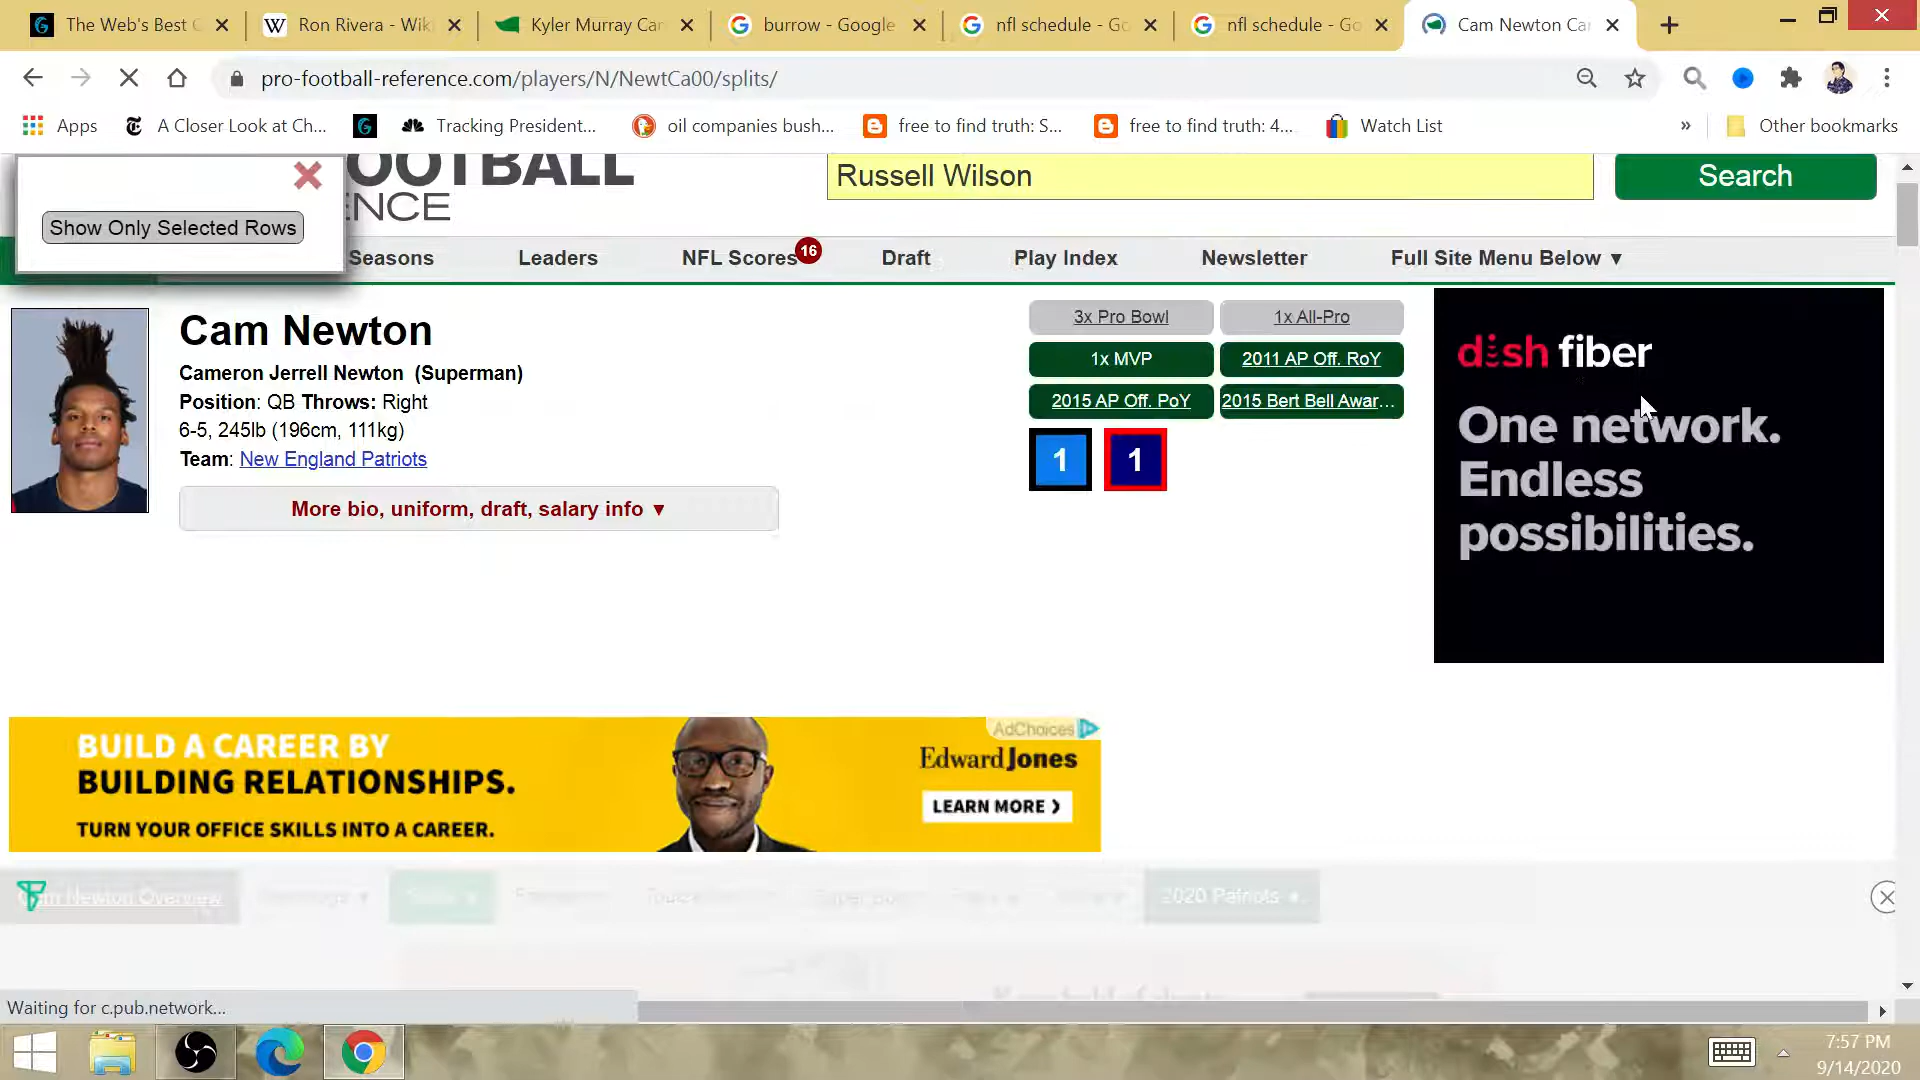 The Web's Best
Ron Rivera - Wik
Kyler Murray Car
burrow - Google
nfl schedule - Go
nfl schedule - Go
Cam Newton Car
pro-football-reference.com/players/N/NewtCa00/splits/
Apps
A Closer Look at Ch...
Tracking President...
oil companies bush...
free to find truth: S...
free to find truth: 4...
Watch List
»
Other bookmarks
OOTBALL
ENCE
Russell Wilson
Search
Show Only Selected Rows
Seasons
Leaders
NFL Scores
16
Draft
Play Index
Newsletter
Full Site Menu Below ▼
Cam Newton
Cameron Jerrell Newton (Superman)
Position: QB Throws: Right
6-5, 245lb (196cm, 111kg)
Team: New England Patriots
More bio, uniform, draft, salary info ▼
3x Pro Bowl
1x All-Pro
1x MVP
2011 AP Off. RoY
2015 AP Off. PoY
2015 Bert Bell Awar...
1
1
dish fiber
One network.
Endless
possibilities.
BUILD A CAREER BY
BUILDING RELATIONSHIPS.
TURN YOUR OFFICE SKILLS INTO A CAREER.
AdChoices
Edward Jones
LEARN MORE ❯
Cam Newton Overview
2020 Patriots
Waiting for c.pub.network...
7:57 PM
9/14/2020